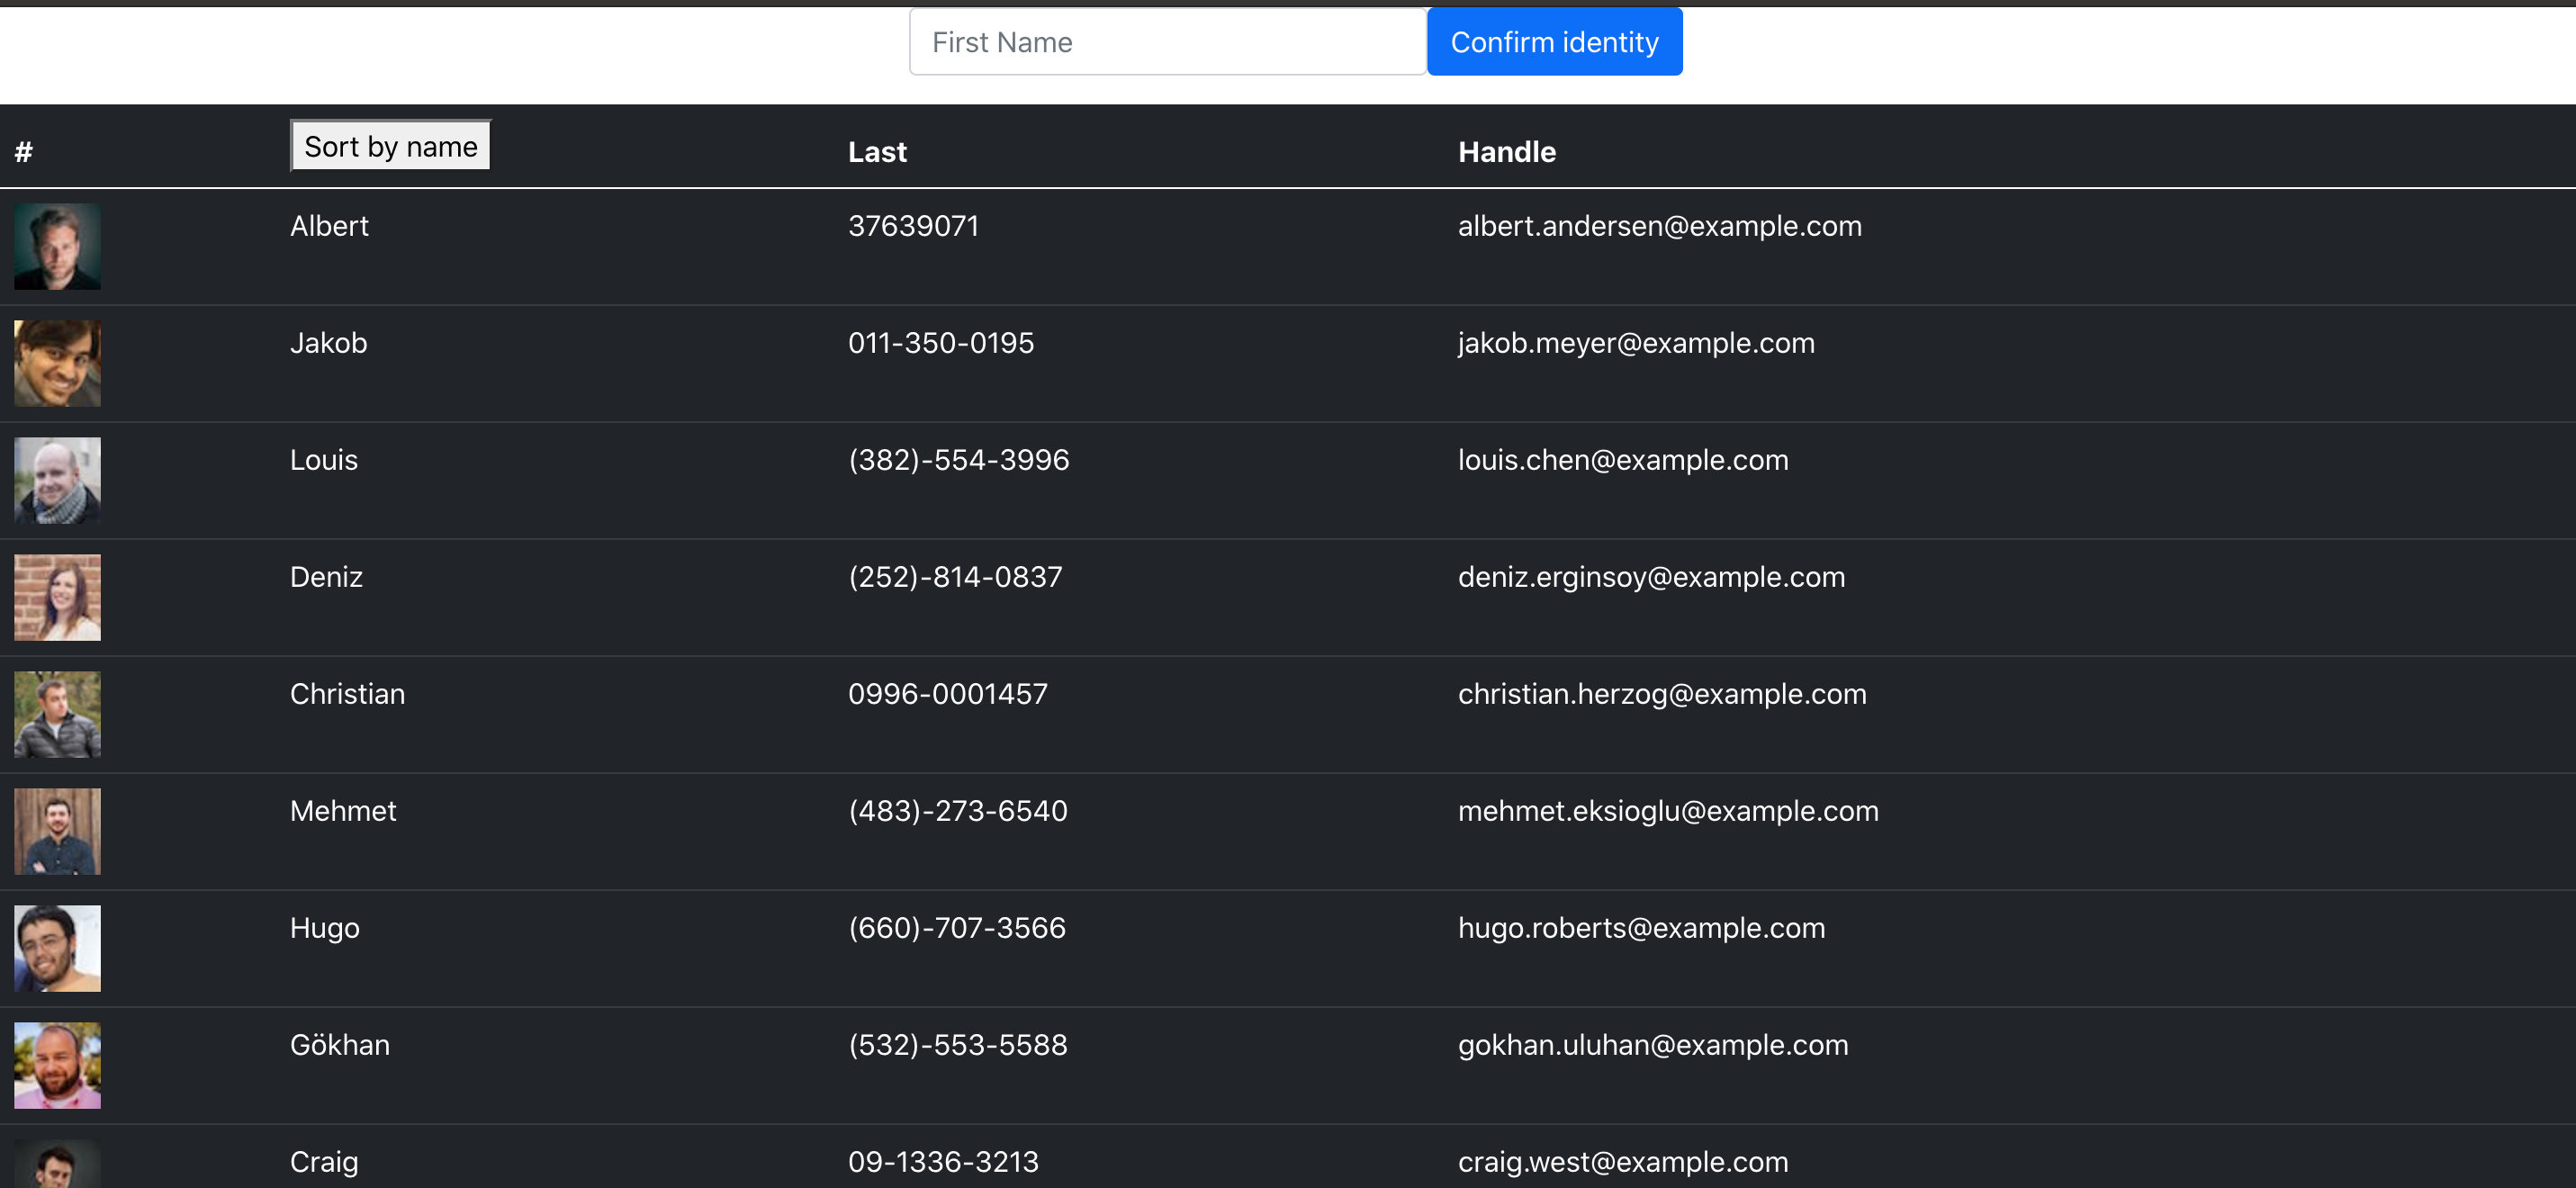 First Name Confirm identity
# Sort by name Last Handle
Albert 37639071 albert.andersen@example.com
Jakob 011-350-0195 jakob.meyer@example.com
Louis (382)-554-3996 louis.chen@example.com
Deniz (252)-814-0837 deniz.erginsoy@example.com
Christian 0996-0001457 christian.herzog@example.com
Mehmet (483)-273-6540 mehmet.eksioglu@example.com
Hugo (660)-707-3566 hugo.roberts@example.com
Gökhan (532)-553-5588 gokhan.uluhan@example.com
Craig 09-1336-3213 craig.west@example.com